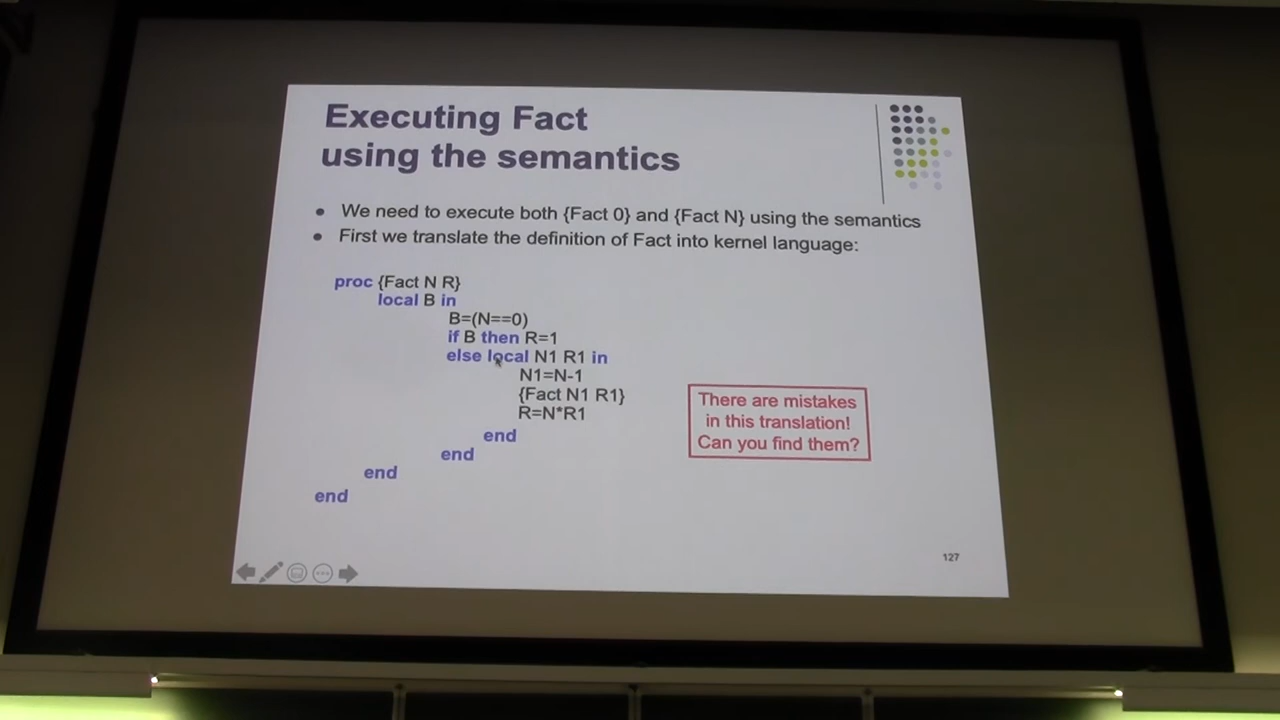 Executing Fact
using the semantics
• We need to execute both {Fact 0} and {Fact N} using the semantics
• First we translate the definition of Fact into kernel language:
proc {Fact N R}
local B in
B=(N==0)
if B then R=1
else local N1 R1 in
N1=N-1
{Fact N1 R1}
R=N*R1
end
end
end
end
There are mistakes
in this translation!
Can you find them?
127